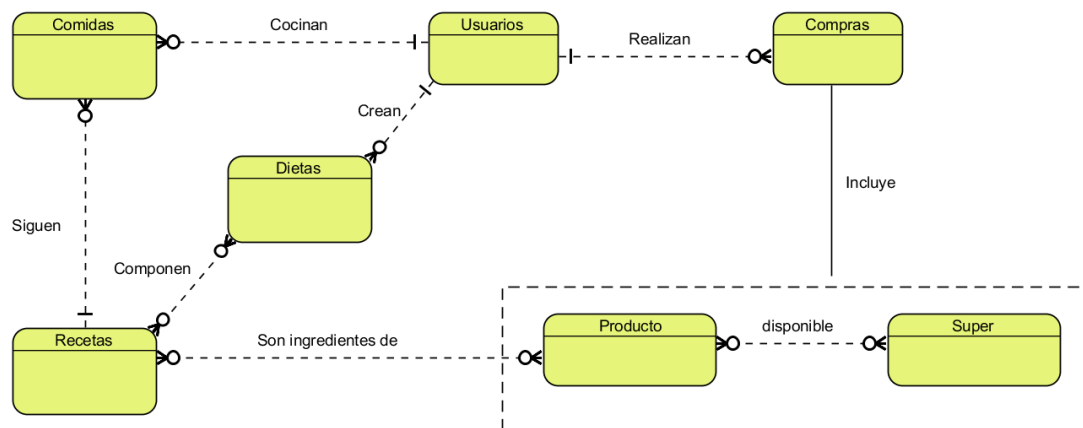 Comidas
Cocinan
Usuarios
Realizan
Compras
Crean
Dietas
Incluye
Siguen
Componen
Recetas
Son ingredientes de
Producto
disponible
Super